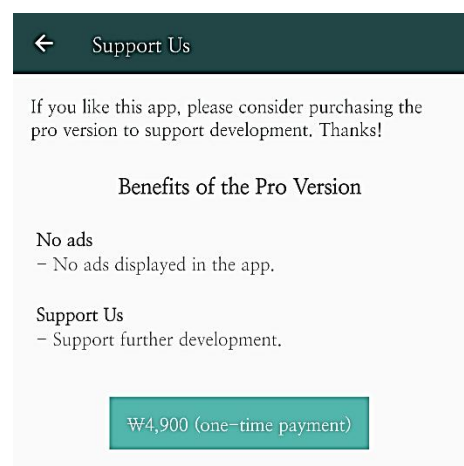 Support Us
If you like this app, please consider purchasing the
pro version to support development. Thanks!
Benefits of the Pro Version
No ads
- No ads displayed in the app.
Support Us
- Support further development.
₩4,900 (one-time payment)